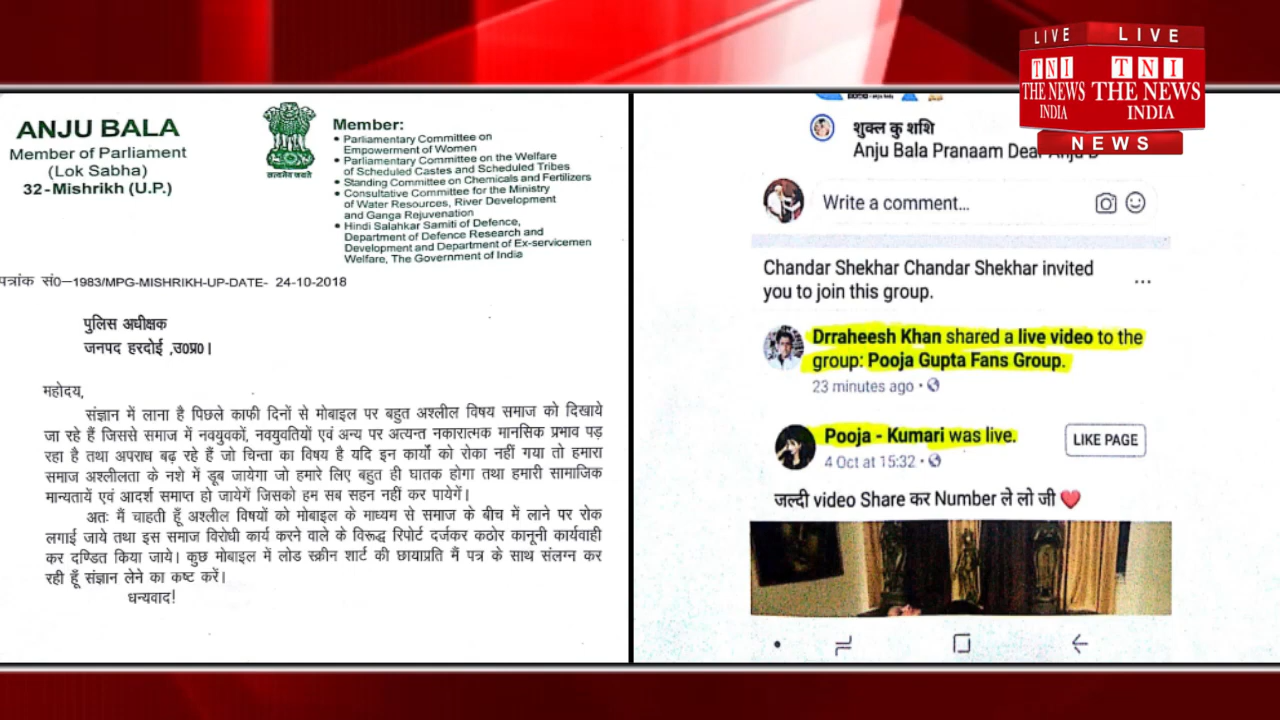 LIVE LIVE
TNI TNI
THE NEWS THE NEWS
INDIA INDIA
NEWS
ANJU BALA
Member of Parliament
(Lok Sabha)
32-Mishrikh (U.P.)
सत्यमेव जयते
Member:
• Parliamentary Committee on
Empowerment of Women
• Parliamentary Committee on the Welfare
of Scheduled Castes and Scheduled Tribes
• Standing Committee on Chemicals and Fertilizers
• Consultative Committee for the Ministry
of Water Resources, River Development
and Ganga Rejuvenation
• Hindi Salahkar Samiti of Defence,
Department of Defence Research and
Development and Department of Ex-servicemen
Welfare, The Government of India
पत्रांक सं0–1983/MPG-MISHRIKH-UP-DATE- 24-10-2018
पुलिस अधीक्षक
जनपद हरदोई ,उ0प्र0।
महोदय,
संज्ञान में लाना है पिछले काफी दिनों से मोबाइल पर बहुत अश्लील विषय समाज को दिखाये
जा रहे हैं जिससे समाज में नवयुवकों, नवयुवतियों एवं अन्य पर अत्यन्त नकारात्मक मानसिक प्रभाव पड़
रहा है तथा अपराध बढ़ रहे हैं जो चिन्ता का विषय है यदि इन कार्यों को रोका नहीं गया तो हमारा
समाज अश्लीलता के नशे में डूब जायेगा जो हमारे लिए बहुत ही घातक होगा तथा हमारी सामाजिक
मान्यतायें एवं आदर्श समाप्त हो जायेगें जिसको हम सब सहन नहीं कर पायेगें।
अतः मैं चाहती हूँ अश्लील विषयों को मोबाइल के माध्यम से समाज के बीच में लाने पर रोक
लगाई जाये तथा इस समाज विरोधी कार्य करने वाले के विरूद्ध रिपोर्ट दर्जकर कठोर कानूनी कार्यवाही
कर दण्डित किया जाये। कुछ मोबाइल में लोड स्क्रीन शार्ट की छायाप्रति मैं पत्र के साथ संलग्न कर
रही हूँ संज्ञान लेने का कष्ट करें।
धन्यवाद!
शुक्ल कु शशि
Anju Bala Pranaam Dear
Write a comment...
Chandar Shekhar Chandar Shekhar invited
you to join this group.
Drraheesh Khan shared a live video to the
group: Pooja Gupta Fans Group.
23 minutes ago •
Pooja - Kumari was live.
4 Oct at 15:32 •
LIKE PAGE
जल्दी video Share कर Number ले लो जी ❤